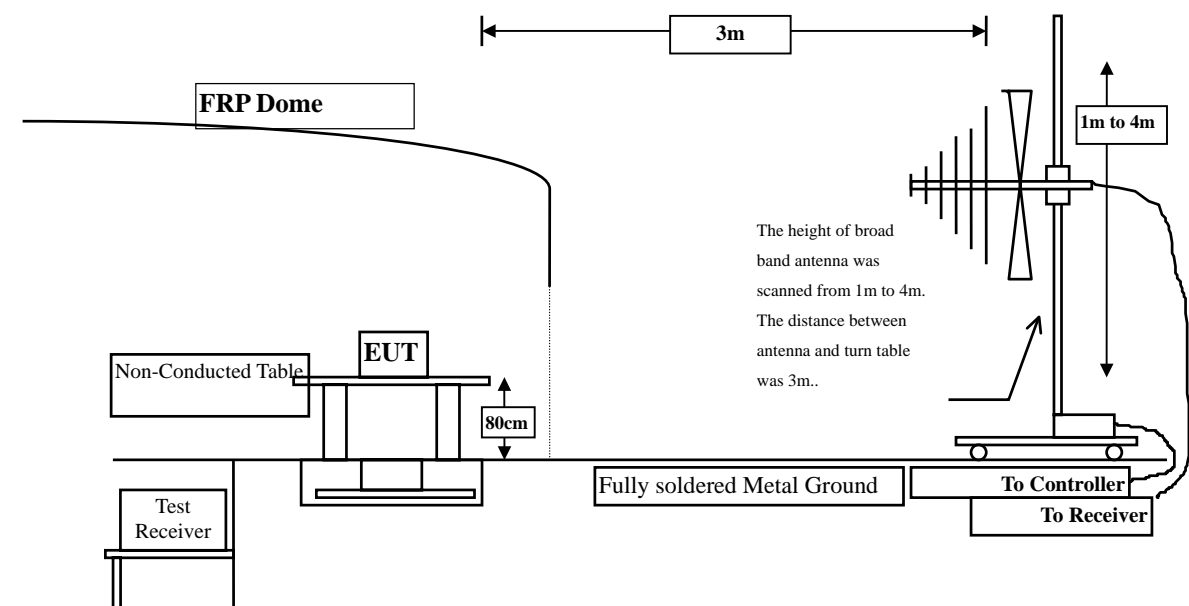 3m
FRP Dome
1m to 4m
The height of broad
band antenna was
scanned from 1m to 4m.
The distance between
antenna and turn table
was 3m..
EUT
Non-Conducted Table
80cm
Fully soldered Metal Ground
To Controller
To Receiver
Test
Receiver